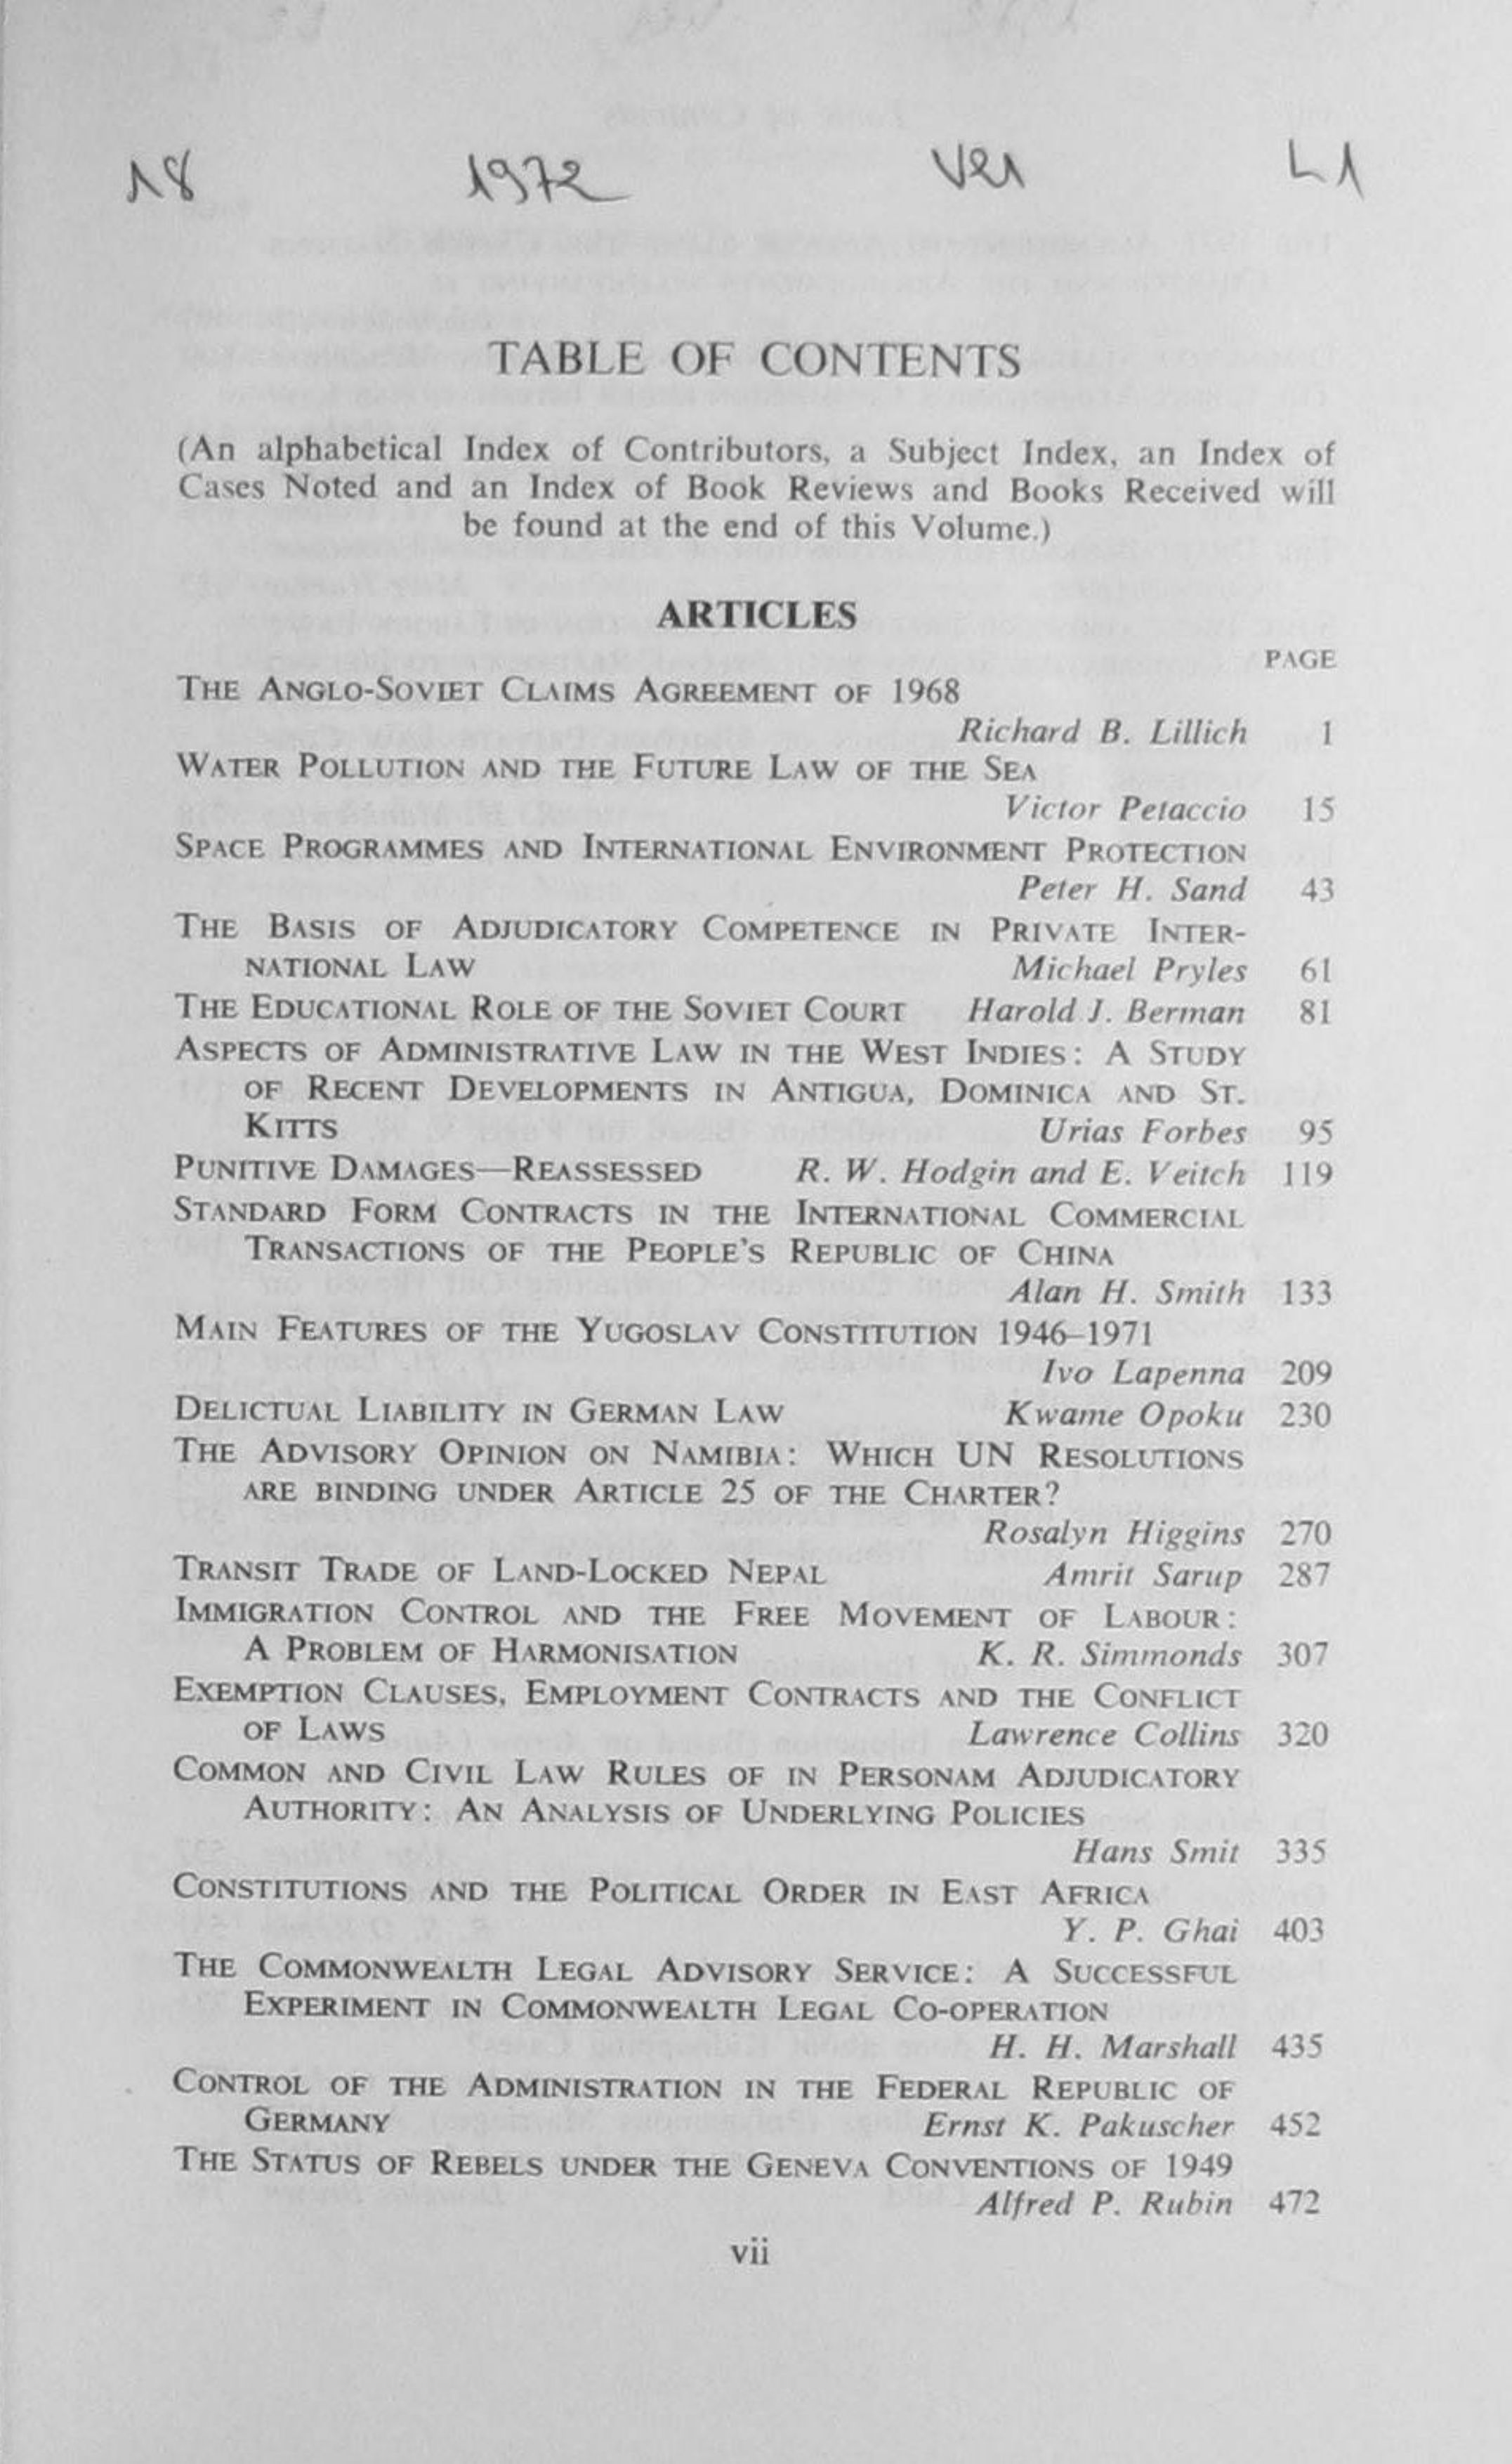 18 1972 Ver L1
TABLE OF CONTENTS
(An alphabetical Index of Contributors, a Subject Index, an Index of
Cases Noted and an Index of Book Reviews and Books Received will
be found at the end of this Volume.)
ARTICLES
PAGE
THE ANGLO-SOVIET CLAIMS AGREEMENT OF 1968
Richard B. Lillich 1
WATER POLLUTION AND THE FUTURE LAW OF THE SEA
Victor Petaccio 15
SPACE PROGRAMMES AND INTERNATIONAL ENVIRONMENT PROTECTION
Peter H. Sand 43
THE BASIS OF ADJUDICATORY COMPETENCE IN PRIVATE INTER-
NATIONAL LAW Michael Pryles 61
THE EDUCATIONAL ROLE OF THE SOVIET COURT Harold J. Berman 81
ASPECTS OF ADMINISTRATIVE LAW IN THE WEST INDIES: A STUDY
OF RECENT DEVELOPMENTS IN ANTIGUA, DOMINICA AND ST.
KITTS Urias Forbes 95
PUNITIVE DAMAGES—REASSESSED R. W. Hodgin and E. Veitch 119
STANDARD FORM CONTRACTS IN THE INTERNATIONAL COMMERCIAL
TRANSACTIONS OF THE PEOPLE'S REPUBLIC OF CHINA
Alan H. Smith 133
MAIN FEATURES OF THE YUGOSLAV CONSTITUTION 1946–1971
Ivo Lapenna 209
DELICTUAL LIABILITY IN GERMAN LAW Kwame Opoku 230
THE ADVISORY OPINION ON NAMIBIA: WHICH UN RESOLUTIONS
ARE BINDING UNDER ARTICLE 25 OF THE CHARTER?
Rosalyn Higgins 270
TRANSIT TRADE OF LAND-LOCKED NEPAL Amrit Sarup 287
IMMIGRATION CONTROL AND THE FREE MOVEMENT OF LABOUR:
A PROBLEM OF HARMONISATION K. R. Simmonds 307
EXEMPTION CLAUSES, EMPLOYMENT CONTRACTS AND THE CONFLICT
OF LAWS Lawrence Collins 320
COMMON AND CIVIL LAW RULES OF IN PERSONAM ADJUDICATORY
AUTHORITY: AN ANALYSIS OF UNDERLYING POLICIES
Hans Smit 335
CONSTITUTIONS AND THE POLITICAL ORDER IN EAST AFRICA
Y. P. Ghai 403
THE COMMONWEALTH LEGAL ADVISORY SERVICE: A SUCCESSFUL
EXPERIMENT IN COMMONWEALTH LEGAL CO-OPERATION
H. H. Marshall 435
CONTROL OF THE ADMINISTRATION IN THE FEDERAL REPUBLIC OF
GERMANY Ernst K. Pakuscher 452
THE STATUS OF REBELS UNDER THE GENEVA CONVENTIONS OF 1949
Alfred P. Rubin 472
vii